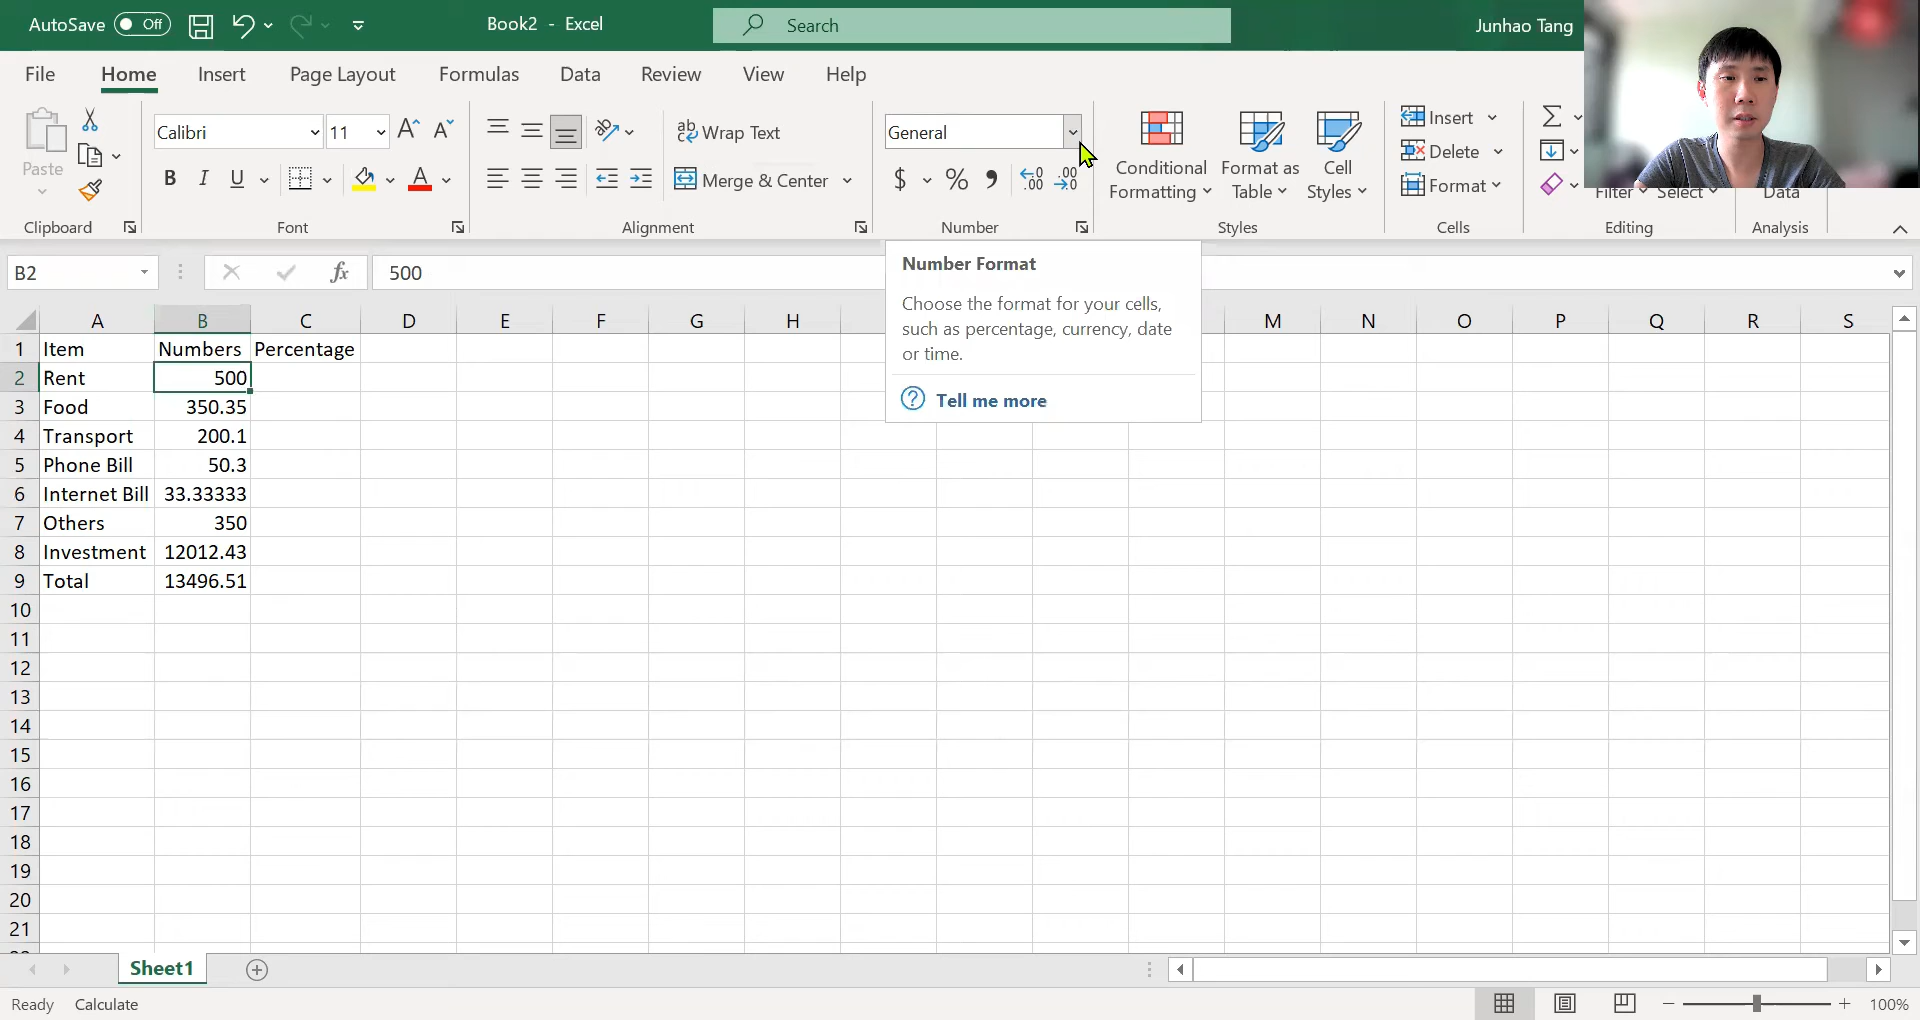 AutoSave Off Book2 - Excel Search Junhao Tang
File Home Insert Page Layout Formulas Data Review View Help
Paste
Calibri 11
B I U A
ab Wrap Text
Merge & Center
General
$ % , .00 .00
Conditional Formatting
Format as Table
Cell Styles
Insert
Delete
Format
Filter Select Data
Clipboard Font Alignment Number Styles Cells Editing Analysis
B2 fx 500
Number Format
Choose the format for your cells,
such as percentage, currency, date
or time.
Tell me more
A B C D E F G H M N O P Q R S
1 Item Numbers Percentage
2 Rent 500
3 Food 350.35
4 Transport 200.1
5 Phone Bill 50.3
6 Internet Bill 33.33333
7 Others 350
8 Investment 12012.43
9 Total 13496.51
10
11
12
13
14
15
16
17
18
19
20
21
Sheet1
Ready Calculate 100%